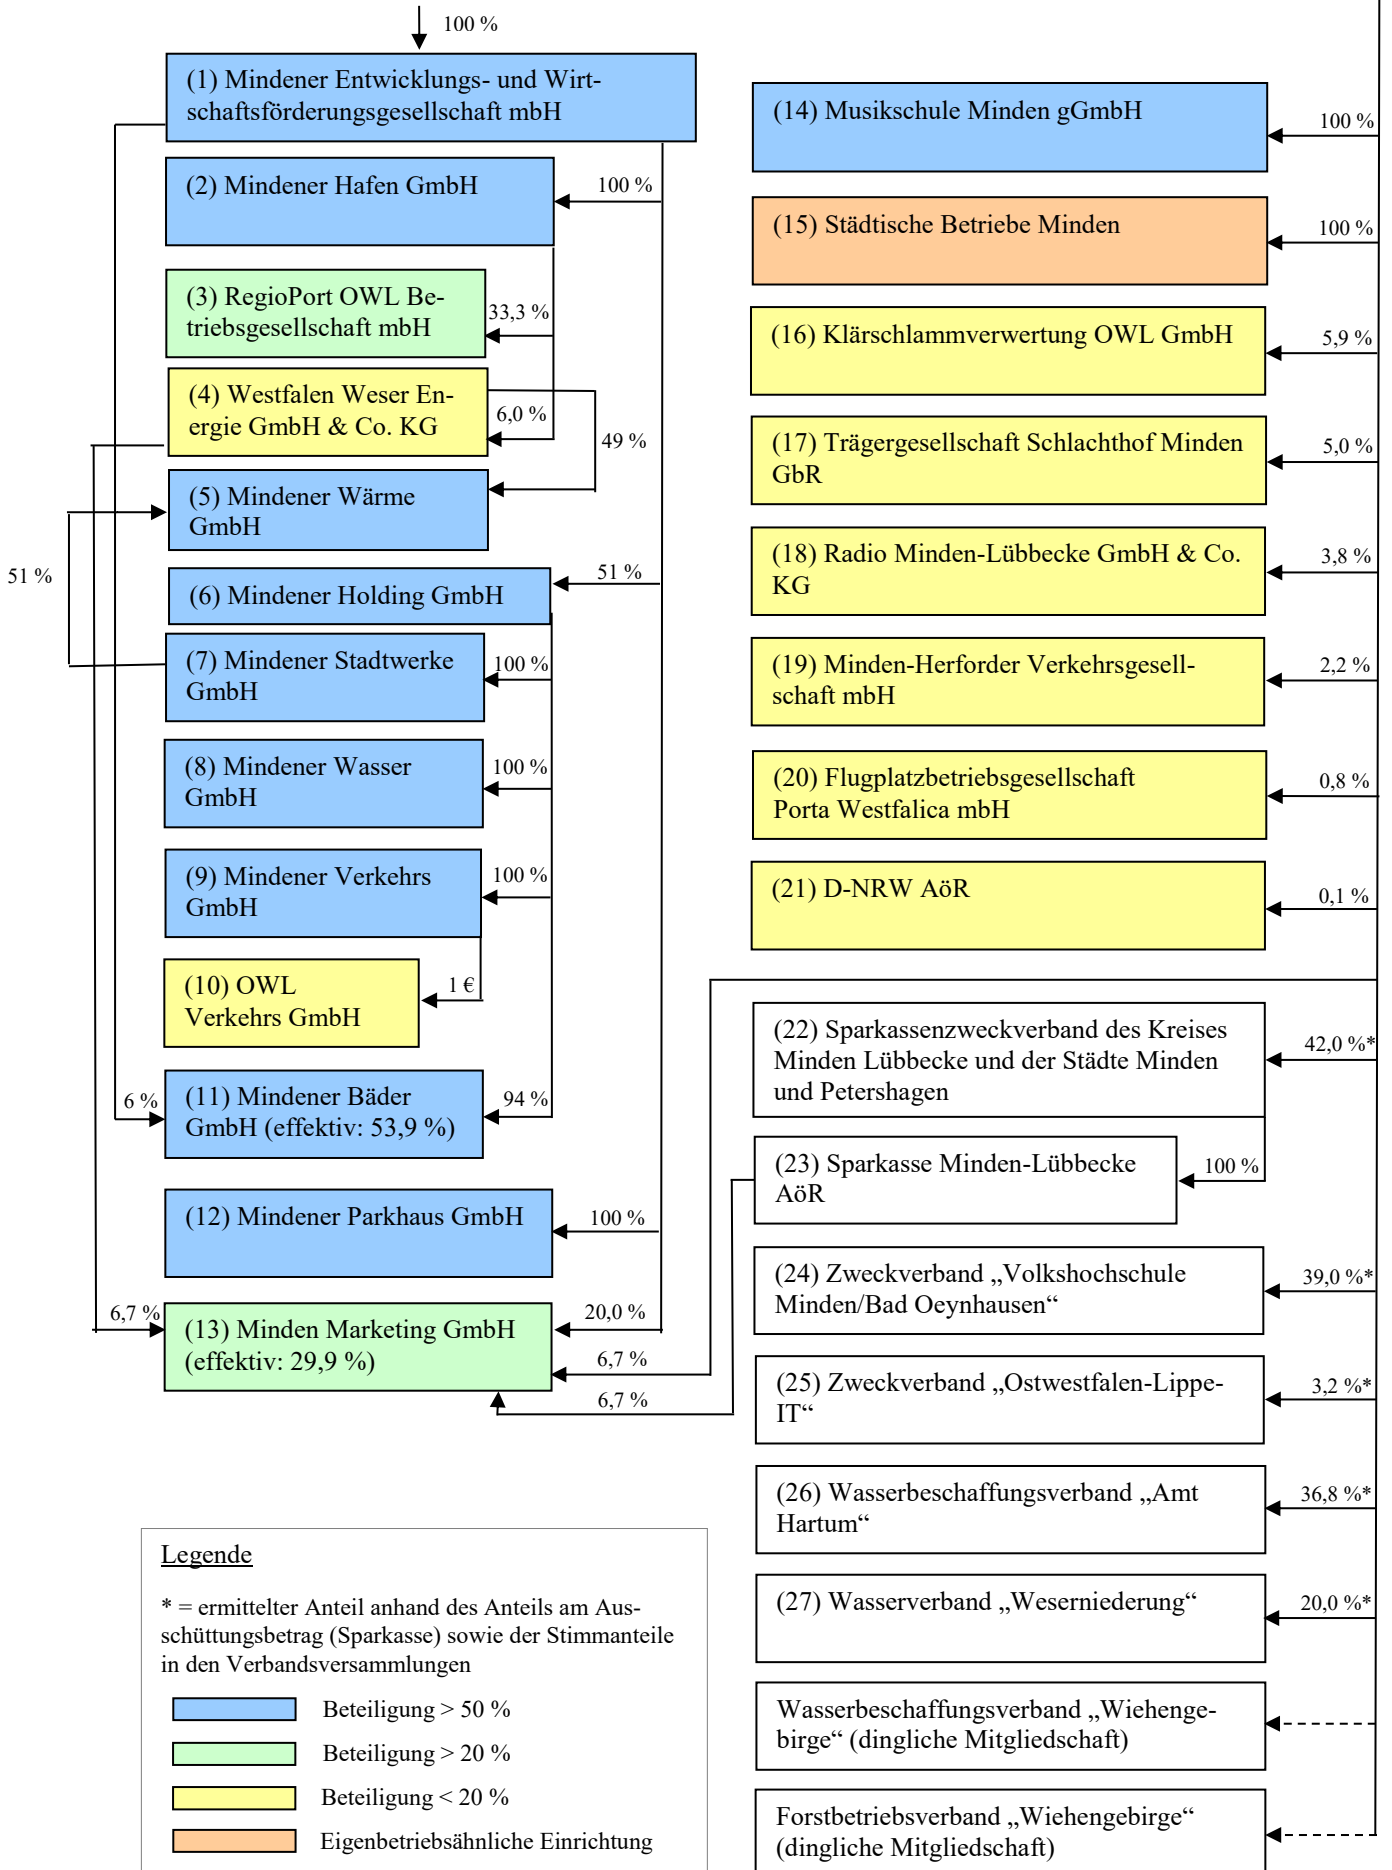 100 %
(1) Mindener Entwicklungs- und Wirt-
schaftsförderungsgesellschaft mbH
(2) Mindener Hafen GmbH
100 %
(3) RegioPort OWL Be-
triebsgesellschaft mbH
33,3 %
(4) Westfalen Weser En-
ergie GmbH & Co. KG
6,0 %
49 %
(5) Mindener Wärme
GmbH
51 %
(6) Mindener Holding GmbH
51 %
(7) Mindener Stadtwerke
GmbH
100 %
(8) Mindener Wasser
GmbH
100 %
(9) Mindener Verkehrs
GmbH
100 %
(10) OWL
Verkehrs GmbH
1 €
6 %
(11) Mindener Bäder
GmbH (effektiv: 53,9 %)
94 %
(12) Mindener Parkhaus GmbH
100 %
6,7 %
(13) Minden Marketing GmbH
(effektiv: 29,9 %)
20,0 %
6,7 %
6,7 %
(14) Musikschule Minden gGmbH
100 %
(15) Städtische Betriebe Minden
100 %
(16) Klärschlammverwertung OWL GmbH
5,9 %
(17) Trägergesellschaft Schlachthof Minden
GbR
5,0 %
(18) Radio Minden-Lübbecke GmbH & Co.
KG
3,8 %
(19) Minden-Herforder Verkehrsgesell-
schaft mbH
2,2 %
(20) Flugplatzbetriebsgesellschaft
Porta Westfalica mbH
0,8 %
(21) D-NRW AöR
0,1 %
(22) Sparkassenzweckverband des Kreises
Minden Lübbecke und der Städte Minden
und Petershagen
42,0 %*
(23) Sparkasse Minden-Lübbecke
AöR
100 %
(24) Zweckverband „Volkshochschule
Minden/Bad Oeynhausen“
39,0 %*
(25) Zweckverband „Ostwestfalen-Lippe-
IT“
3,2 %*
(26) Wasserbeschaffungsverband „Amt
Hartum“
36,8 %*
(27) Wasserverband „Weserniederung“
20,0 %*
Wasserbeschaffungsverband „Wiehenge-
birge“ (dingliche Mitgliedschaft)
Forstbetriebsverband „Wiehengebirge“
(dingliche Mitgliedschaft)
Legende
* = ermittelter Anteil anhand des Anteils am Aus-
schüttungsbetrag (Sparkasse) sowie der Stimmanteile
in den Verbandsversammlungen
Beteiligung > 50 %
Beteiligung > 20 %
Beteiligung < 20 %
Eigenbetriebsähnliche Einrichtung